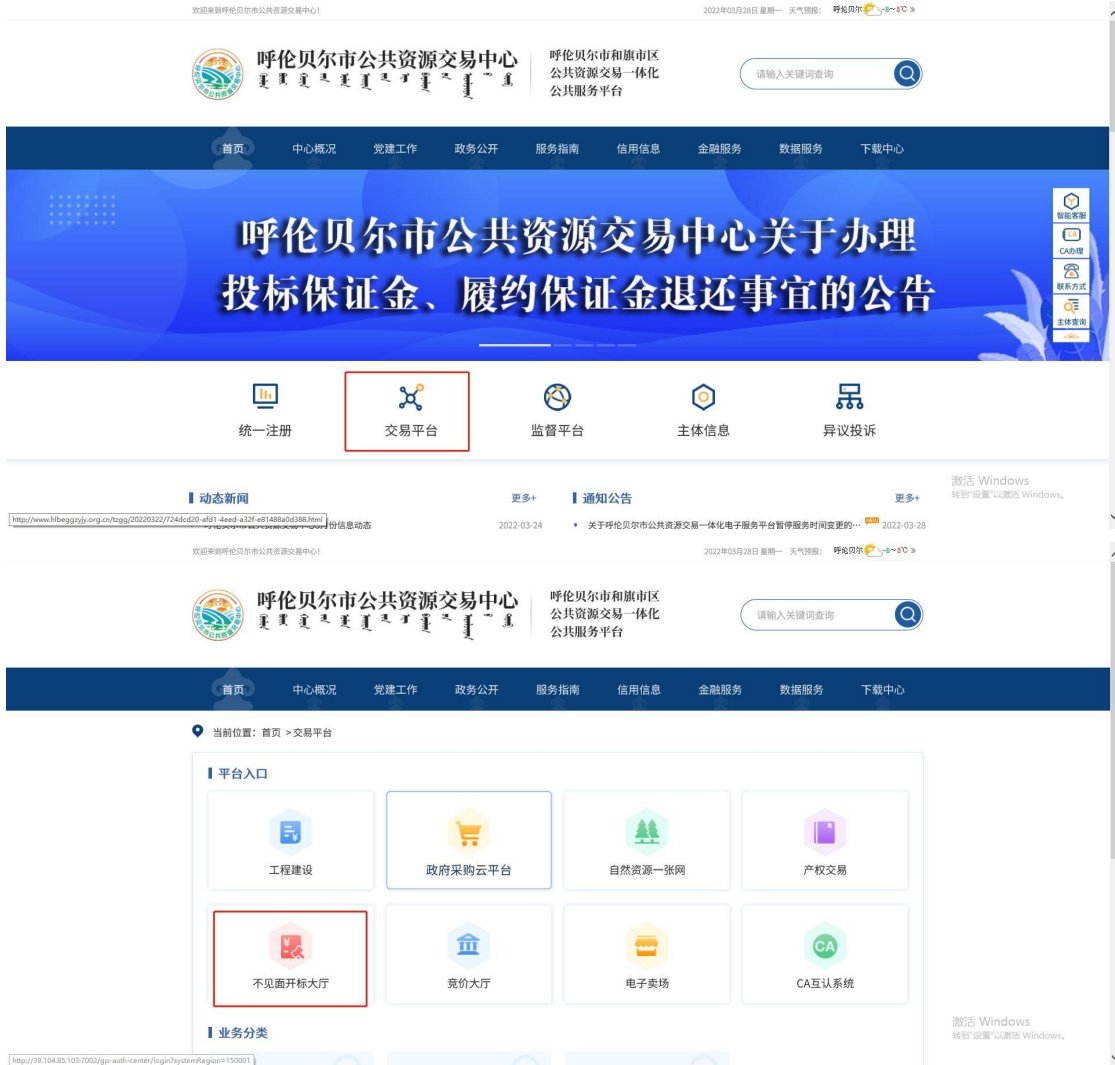 欢迎来到呼伦贝尔市公共资源交易中心!
2022年03月28日 星期一 天气预报: 呼伦贝尔 -8~5℃ »
呼伦贝尔市公共资源交易中心
呼伦贝尔市和旗市区
公共资源交易一体化
公共服务平台
请输入关键词查询
首页 中心概况 党建工作 政务公开 服务指南 信用信息 金融服务 数据服务 下载中心
呼伦贝尔市公共资源交易中心关于办理
投标保证金、履约保证金退还事宜的公告
智能客服
CA
CA办理
联系方式
主体查询
统一注册 交易平台 监督平台 主体信息 异议投诉
动态新闻 更多+
通知公告 更多+
激活 Windows
转到"设置"以激活 Windows。
http://www.hlbeggzyjy.org.cn/tzgg/20220322/724dcd20-afd1-4eed-a32f-e81488a0d388.html
月份信息动态 2022-03-24
• 关于呼伦贝尔市公共资源交易一体化电子服务平台暂停服务时间变更的… 2022-03-28
欢迎来到呼伦贝尔市公共资源交易中心!
2022年03月28日 星期一 天气预报: 呼伦贝尔 -8~5℃ »
呼伦贝尔市公共资源交易中心
呼伦贝尔市和旗市区
公共资源交易一体化
公共服务平台
请输入关键词查询
首页 中心概况 党建工作 政务公开 服务指南 信用信息 金融服务 数据服务 下载中心
当前位置: 首页 > 交易平台
平台入口
工程建设 政府采购云平台 自然资源一张网 产权交易
CA
不见面开标大厅 竞价大厅 电子卖场 CA互认系统
业务分类
激活 Windows
转到"设置"以激活 Windows。
http://39.104.85.103:7002/gp-auth-center/login?systemRegion=150001